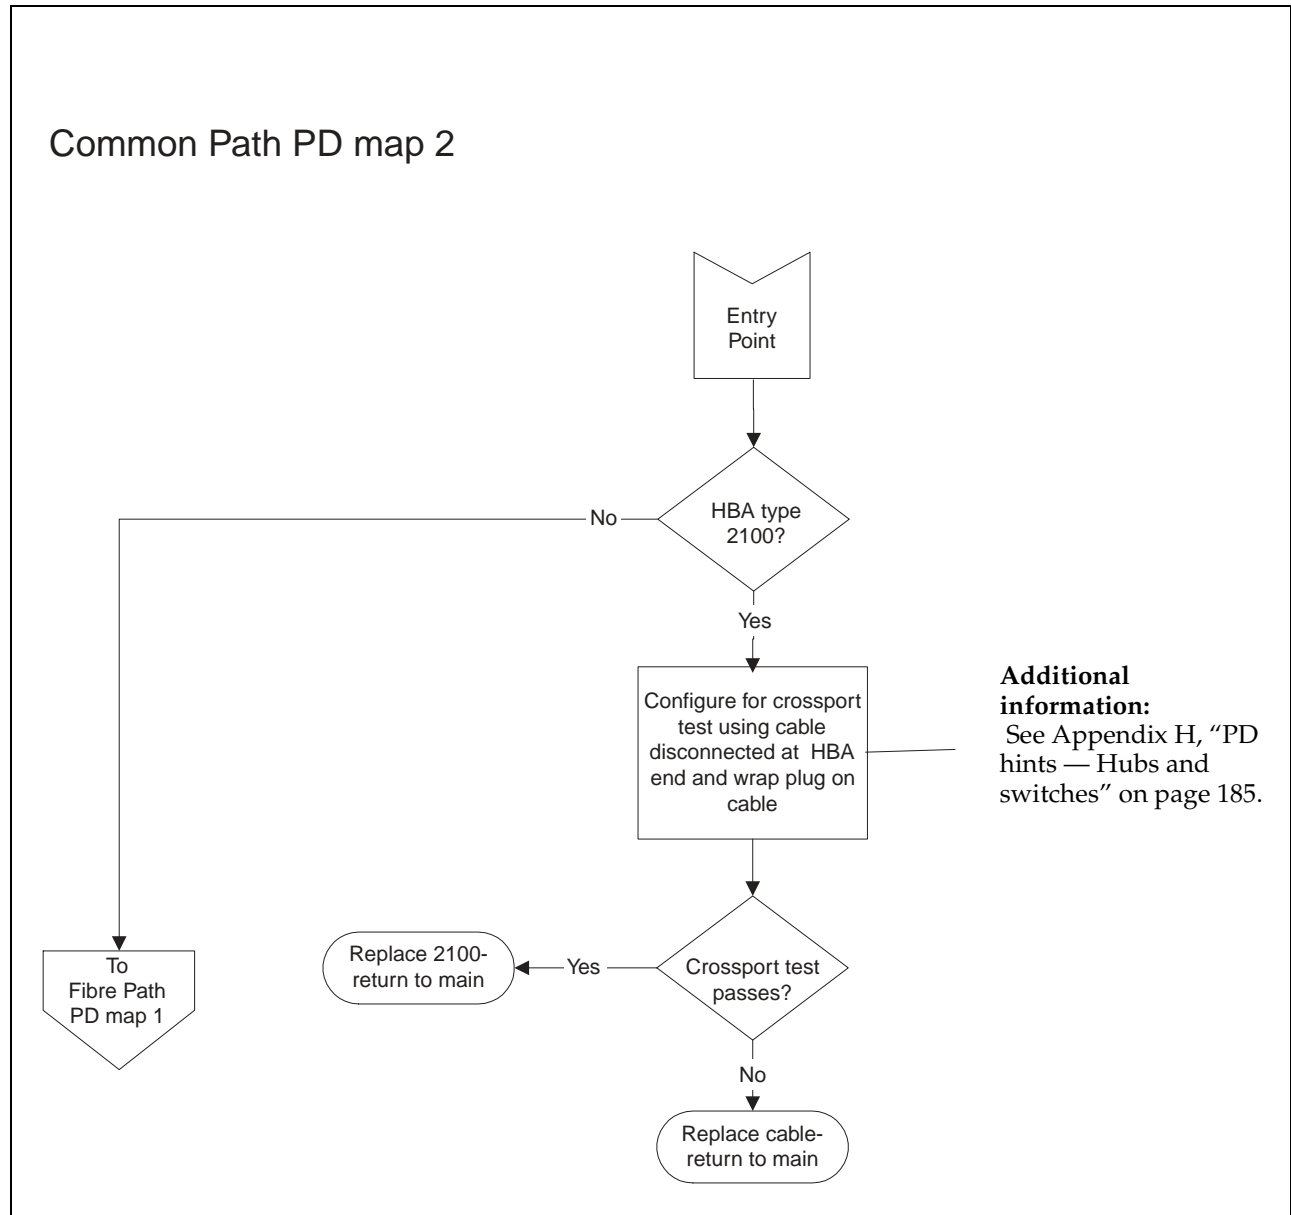 Common Path PD map 2
Entry
Point
HBA type
2100?
No
Yes
Configure for crossport
test using cable
disconnected at HBA
end and wrap plug on
cable
Additional
information:
See Appendix H, “PD
hints — Hubs and
switches” on page 185.
To
Fibre Path
PD map 1
Replace 2100-
return to main
Yes
Crossport test
passes?
No
Replace cable-
return to main